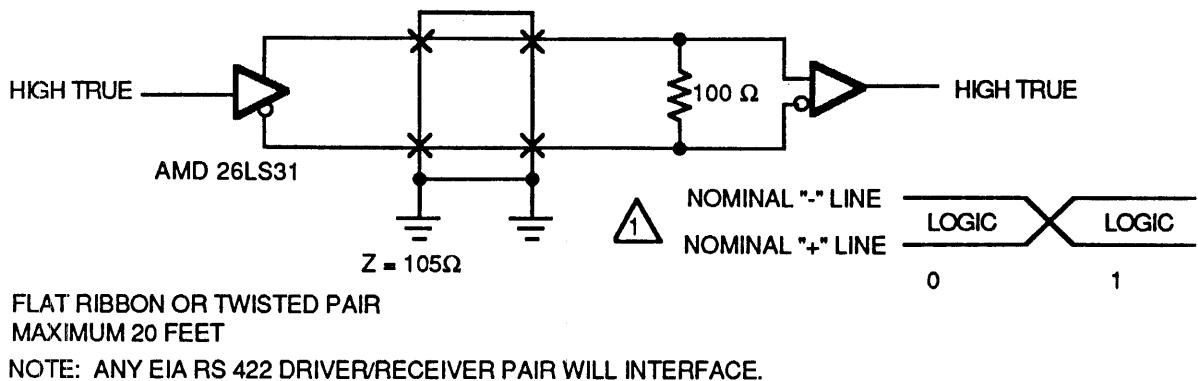 HIGH TRUE
100 Ω
HIGH TRUE
AMD 26LS31
1
NOMINAL "-" LINE
LOGIC
LOGIC
NOMINAL "+" LINE
0
1
Z = 105Ω
FLAT RIBBON OR TWISTED PAIR
MAXIMUM 20 FEET
NOTE: ANY EIA RS 422 DRIVER/RECEIVER PAIR WILL INTERFACE.